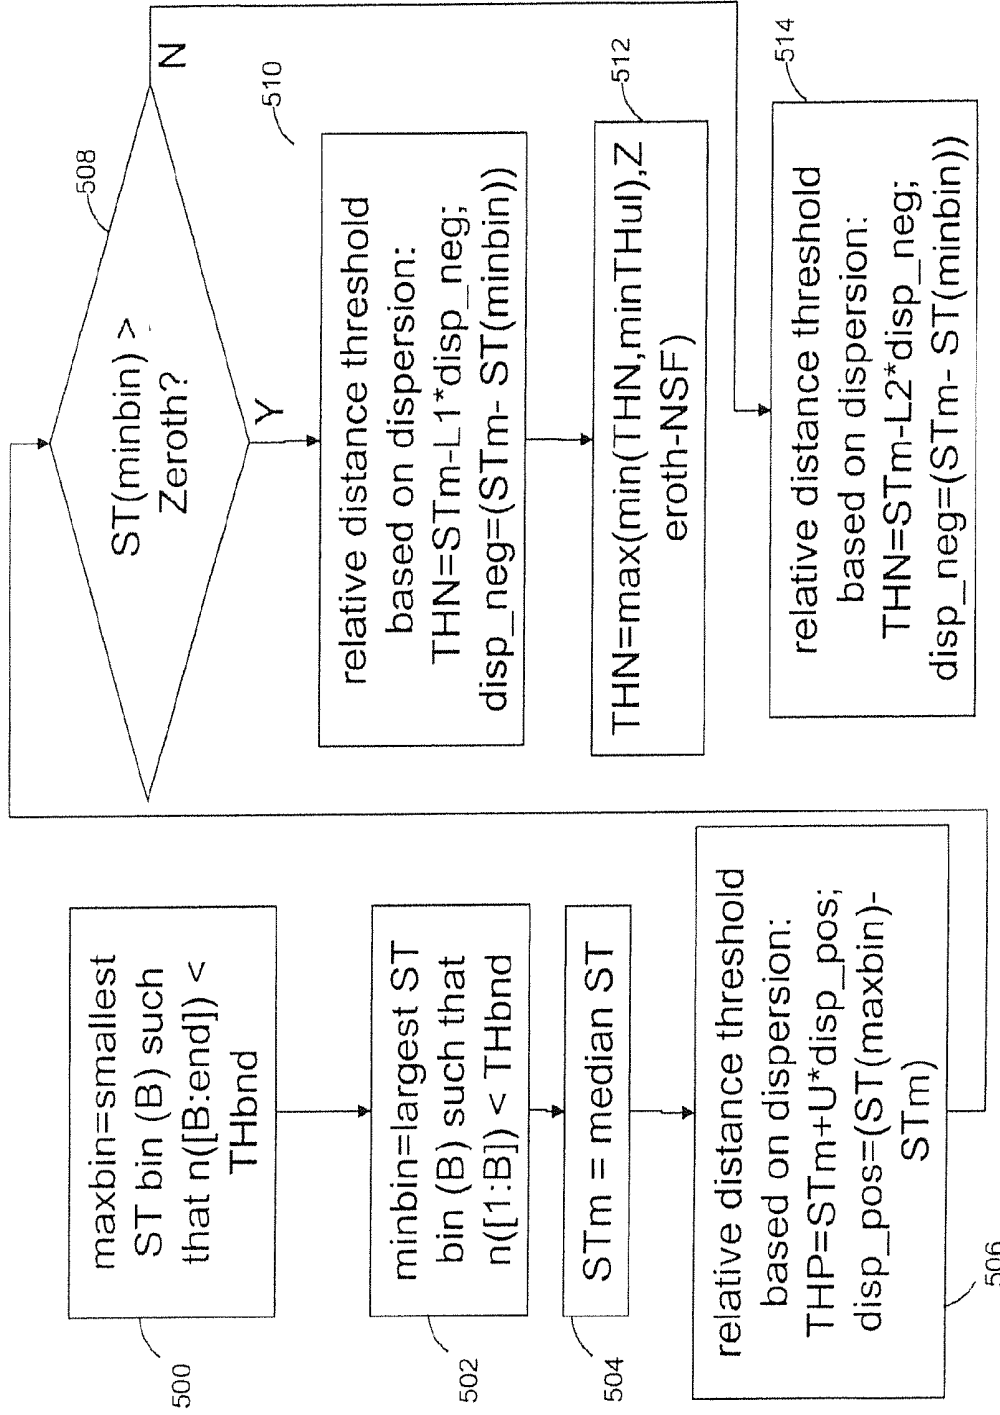 maxbin=smallest
ST bin (B) such
that n([B:end]) <
THbnd
500
minbin=largest ST
bin (B) such that
n([1:B]) < THbnd
502
STm = median ST
504
relative distance threshold
based on dispersion:
THP=STm+U*disp_pos;
disp_pos=(ST(maxbin)-
STm)
506
ST(minbin) >
Zeroth?
508
N
Y
510
relative distance threshold
based on dispersion:
THN=STm-L1*disp_neg;
disp_neg=(STm- ST(minbin))
512
THN=max(min(THN,minTHul),Z
eroth-NSF)
514
relative distance threshold
based on dispersion:
THN=STm-L2*disp_neg;
disp_neg=(STm- ST(minbin))